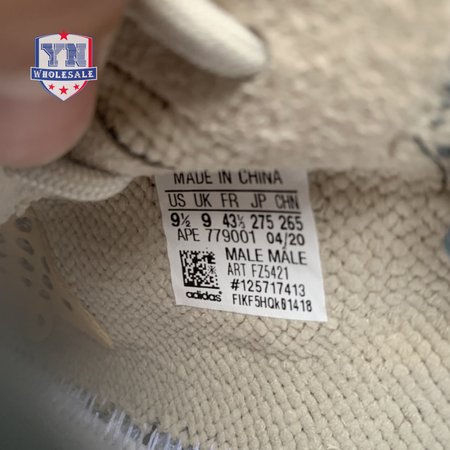 YN
WHOLESALE
MADE IN CHINA
US UK FR JP CHN
9½ 9 43⅓ 275 265
APE 779001 04/20
MALE MÂLE
ART FZ5421
#125717413
adidas
FIKF5HQk01418